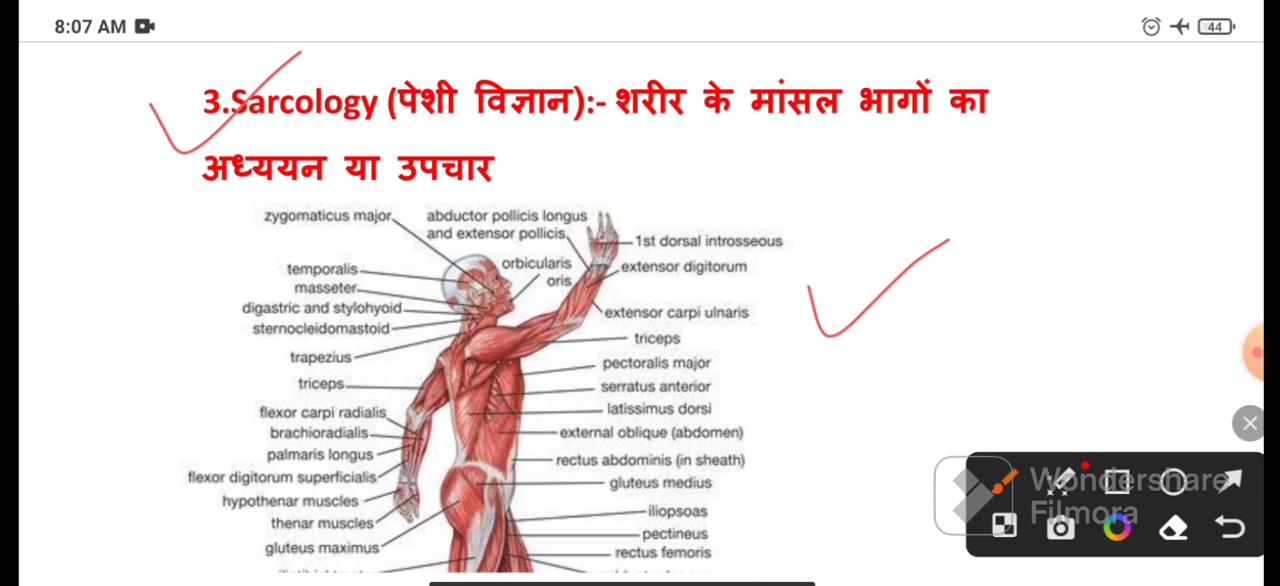 8:07 AM
44
3.Sarcology (पेशी विज्ञान):- शरीर के मांसल भागों का
अध्ययन या उपचार
zygomaticus major
abductor pollicis longus
and extensor pollicis
1st dorsal introsseous
orbicularis
oris
extensor digitorum
temporalis
masseter
digastric and stylohyoid
extensor carpi ulnaris
sternocleidomastoid
triceps
trapezius
pectoralis major
triceps
serratus anterior
flexor carpi radialis
latissimus dorsi
brachioradialis
external oblique (abdomen)
palmaris longus
rectus abdominis (in sheath)
flexor digitorum superficialis
gluteus medius
hypothenar muscles
iliopsoas
thenar muscles
pectineus
gluteus maximus
rectus femoris
Wondershare
Filmora